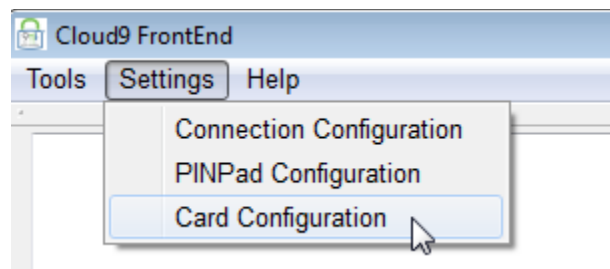 Cloud9 FrontEnd
Tools Settings Help
Connection Configuration
PINPad Configuration
Card Configuration